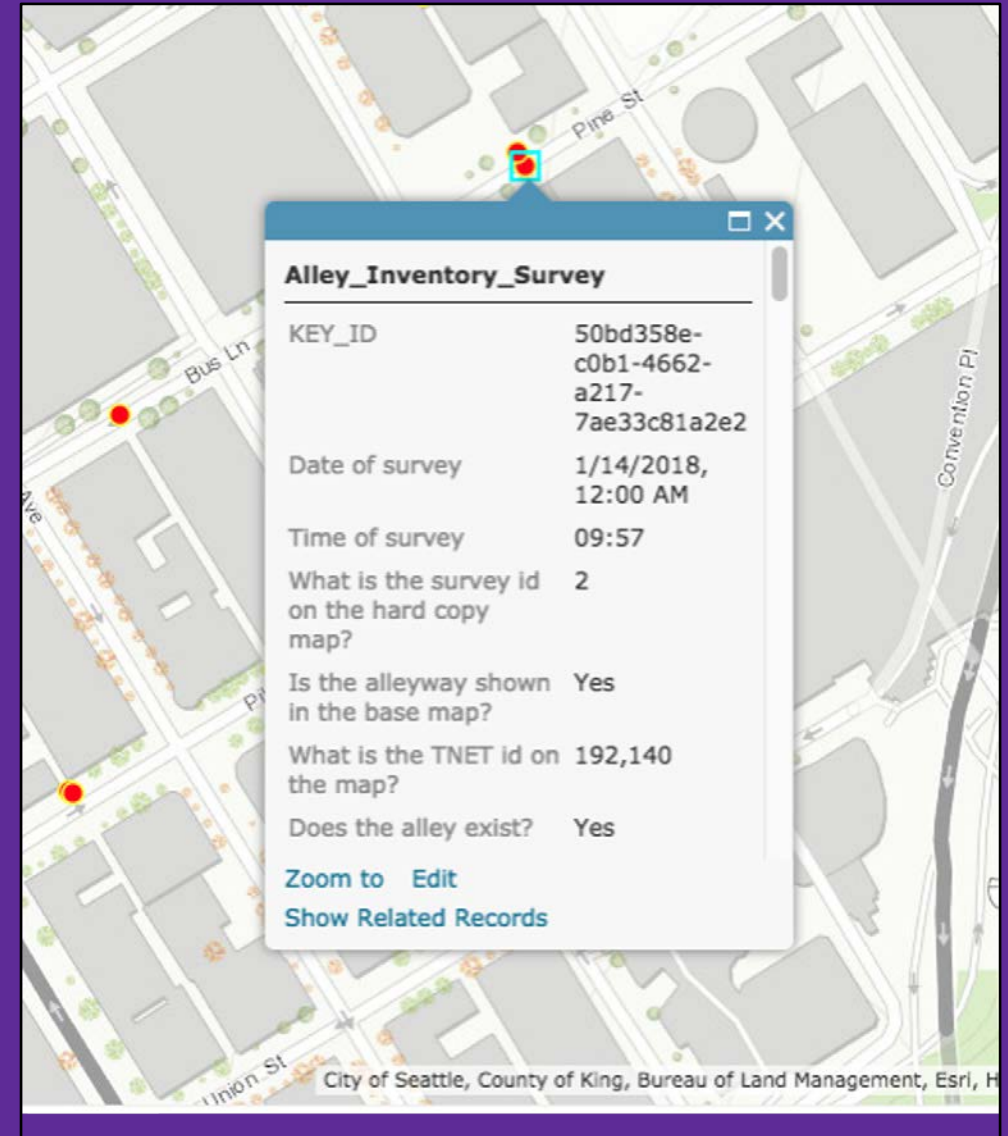 Pine St
Alley_Inventory_Survey
KEY_ID 50bd358e-
c0b1-4662-
a217-
7ae33c81a2e2
Date of survey 1/14/2018,
12:00 AM
Time of survey 09:57
What is the survey id 2
on the hard copy
map?
Is the alleyway shown Yes
in the base map?
What is the TNET id on 192,140
the map?
Does the alley exist? Yes
Zoom to Edit
Show Related Records
Bus Ln
Convention Pl
Ave
Pi
Union St
City of Seattle, County of King, Bureau of Land Management, Esri, H